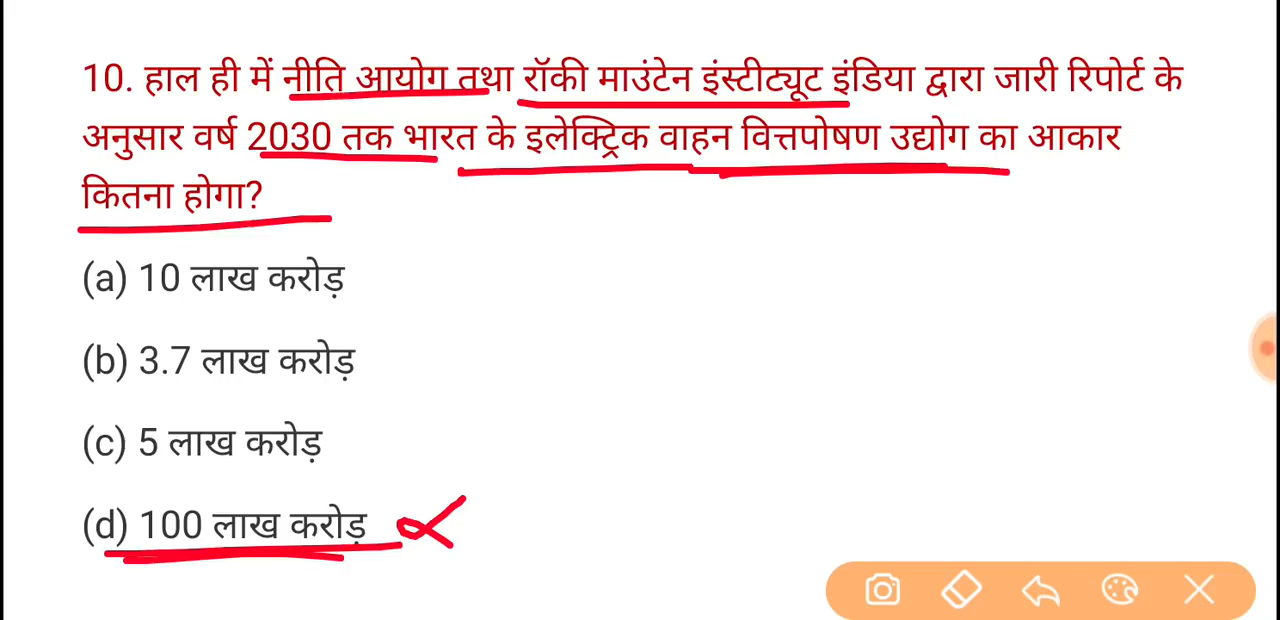 10. हाल ही में नीति आयोग तथा रॉकी माउंटेन इंस्टीट्यूट इंडिया द्वारा जारी रिपोर्ट के
अनुसार वर्ष 2030 तक भारत के इलेक्ट्रिक वाहन वित्तपोषण उद्योग का आकार
कितना होगा?
(a) 10 लाख करोड़
(b) 3.7 लाख करोड़
(c) 5 लाख करोड़
(d) 100 लाख करोड़